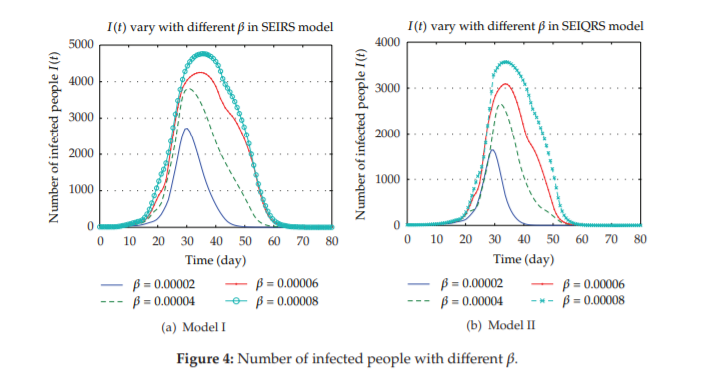 I(t) vary with different β in SEIRS model
Number of infected people I(t)
5000
4000
3000
2000
1000
0
0 10 20 30 40 50 60 70 80
Time (day)
β = 0.00002
β = 0.00006
β = 0.00004
β = 0.00008
(a) Model I
I(t) vary with different β in SEIQRS model
Number of infected people I(t)
4000
3000
2000
1000
0
0 10 20 30 40 50 60 70 80
Time (day)
β = 0.00002
β = 0.00006
β = 0.00004
β = 0.00008
(b) Model II
Figure 4: Number of infected people with different β.